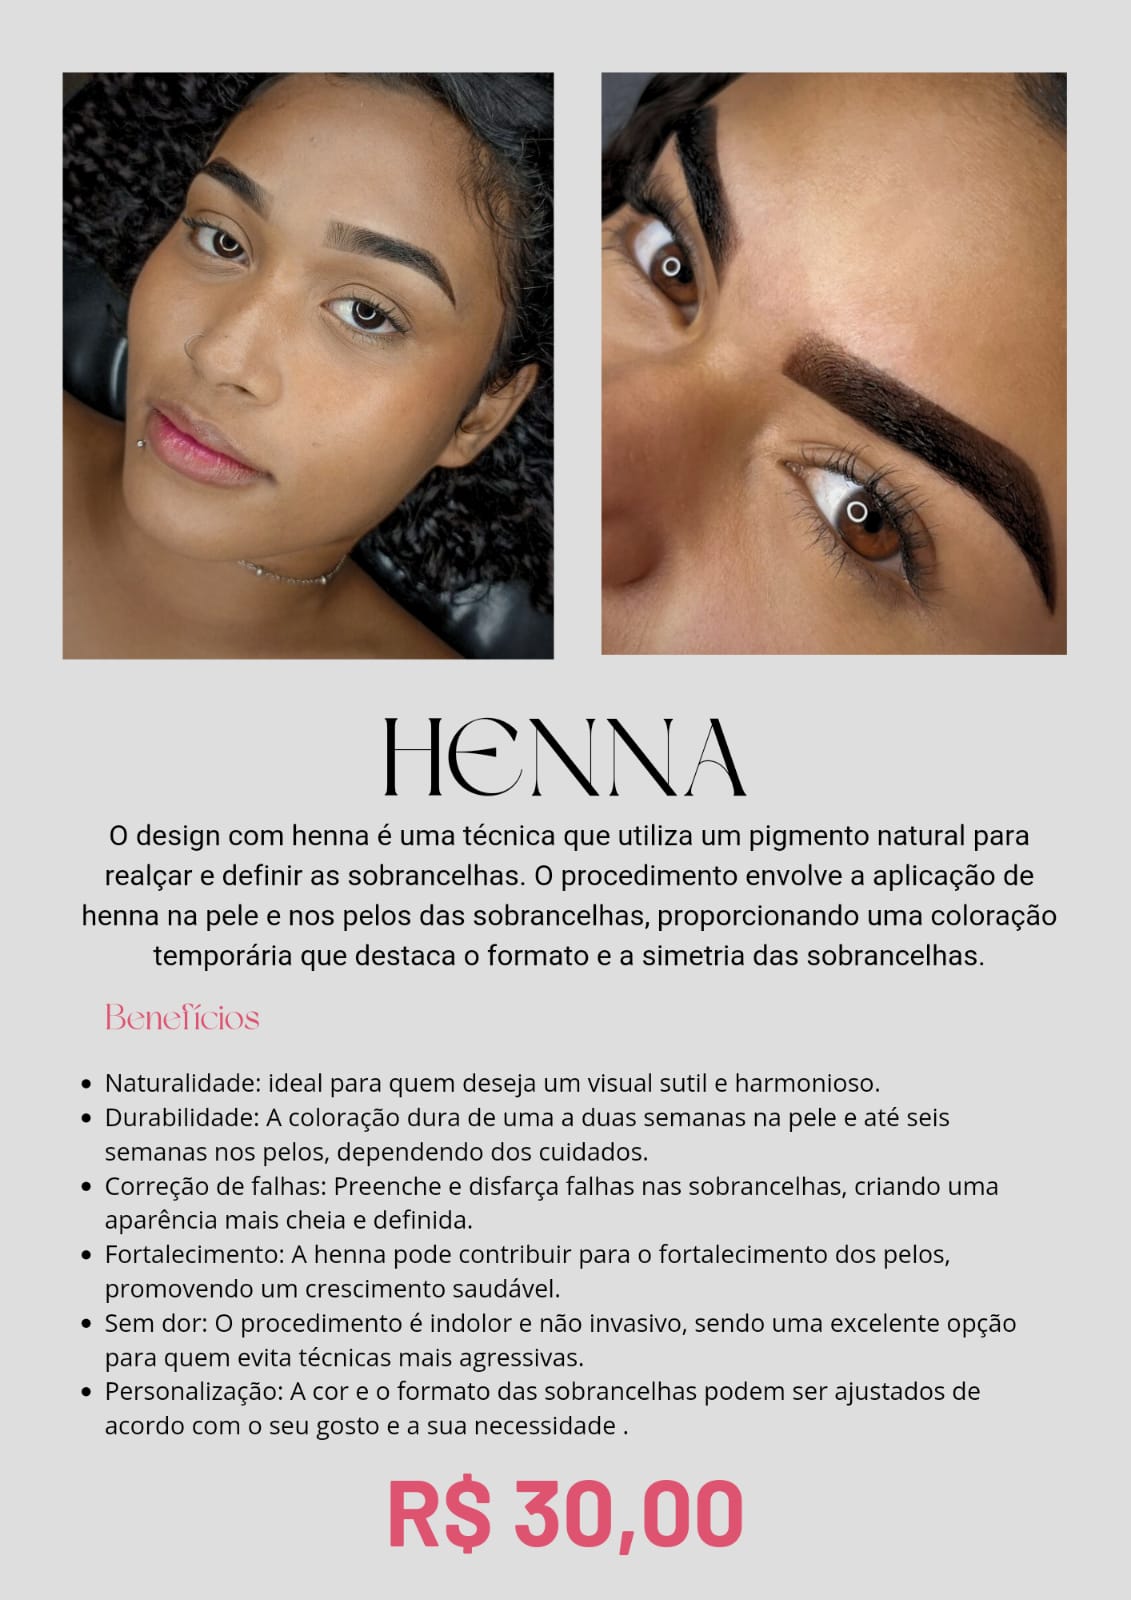 HENNA
O design com henna é uma técnica que utiliza um pigmento natural para
realçar e definir as sobrancelhas. O procedimento envolve a aplicação de
henna na pele e nos pelos das sobrancelhas, proporcionando uma coloração
temporária que destaca o formato e a simetria das sobrancelhas.
Benefícios
• Naturalidade: ideal para quem deseja um visual sutil e harmonioso.
• Durabilidade: A coloração dura de uma a duas semanas na pele e até seis
semanas nos pelos, dependendo dos cuidados.
• Correção de falhas: Preenche e disfarça falhas nas sobrancelhas, criando uma
aparência mais cheia e definida.
• Fortalecimento: A henna pode contribuir para o fortalecimento dos pelos,
promovendo um crescimento saudável.
• Sem dor: O procedimento é indolor e não invasivo, sendo uma excelente opção
para quem evita técnicas mais agressivas.
• Personalização: A cor e o formato das sobrancelhas podem ser ajustados de
acordo com o seu gosto e a sua necessidade .
R$ 30,00